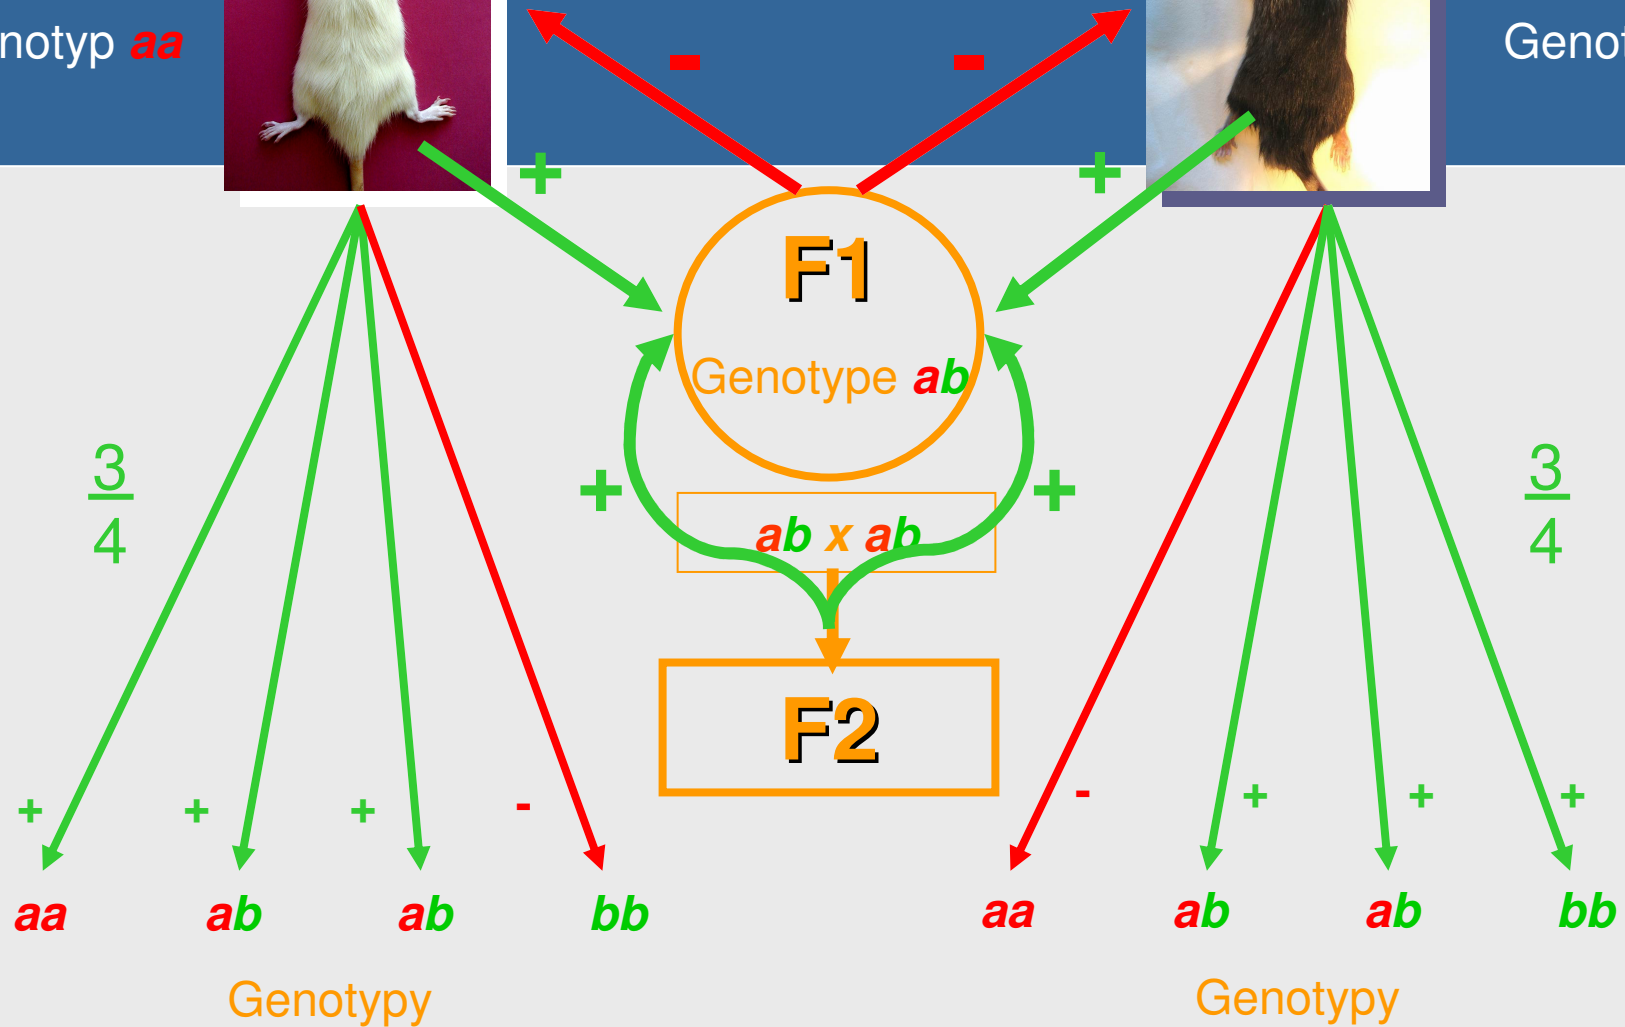 notyp aa
Genot
-
-
+
+
F1
Genotype ab
3
4
3
4
+
+
ab x ab
F2
+ + + -
- + + +
aa ab ab bb
aa ab ab bb
Genotypy
Genotypy